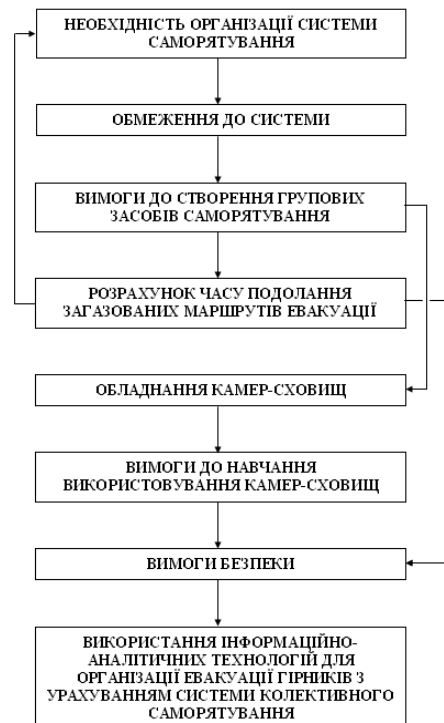 НЕОБХІДНІСТЬ ОРГАНІЗАЦІЇ СИСТЕМИ
САМОРЯТУВАННЯ
ОБМЕЖЕННЯ ДО СИСТЕМИ
ВИМОГИ ДО СТВОРЕННЯ ГРУПОВИХ
ЗАСОБІВ САМОРЯТУВАННЯ
РОЗРАХУНОК ЧАСУ ПОДОЛАННЯ
ЗАГАЗОВАНИХ МАРШРУТІВ ЕВАКУАЦІЇ
ОБЛАДНАННЯ КАМЕР-СХОВИЩ
ВИМОГИ ДО НАВЧАННЯ
ВИКОРИСТОВУВАННЯ КАМЕР-СХОВИЩ
ВИМОГИ БЕЗПЕКИ
ВИКОРИСТАННЯ ІНФОРМАЦІЙНО-
АНАЛІТИЧНИХ ТЕХНОЛОГІЙ ДЛЯ
ОРГАНІЗАЦІЇ ЕВАКУАЦІЇ ГІРНИКІВ З
УРАХУВАННЯМ СИСТЕМИ КОЛЕКТИВНОГО
САМОРЯТУВАННЯ